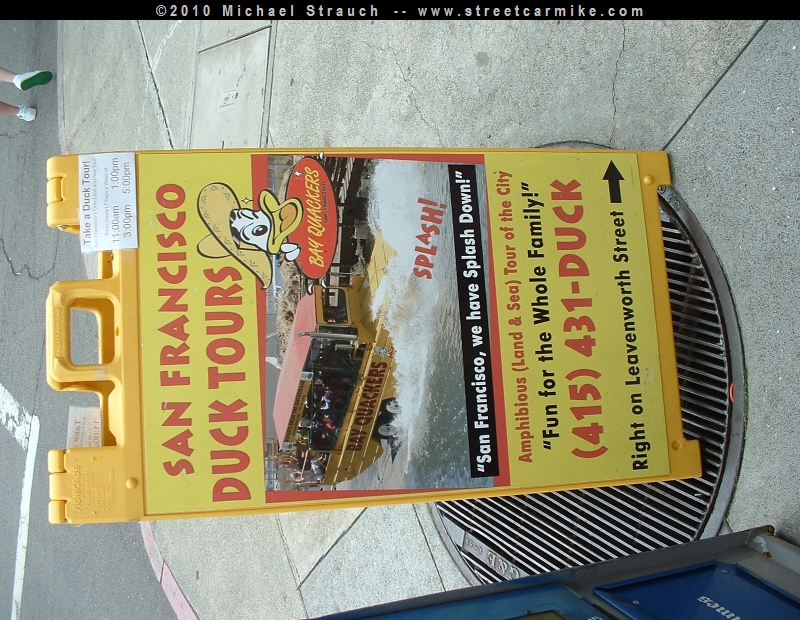 ©2010 Michael Strauch -- www.streetcarmike.com
Take a Duck Tour!
11:00am 1:00pm
3:00pm 5:00pm
SAN FRANCISCO
DUCK TOURS
BAY QUACKERS
SAN FRANCISCO
SPLASH!
BAY QUACKERS
"San Francisco, we have Splash Down!"
Amphibious (Land & Sea) Tour of the City
"Fun for the Whole Family!"
(415) 431-DUCK
Right on Leavenworth Street